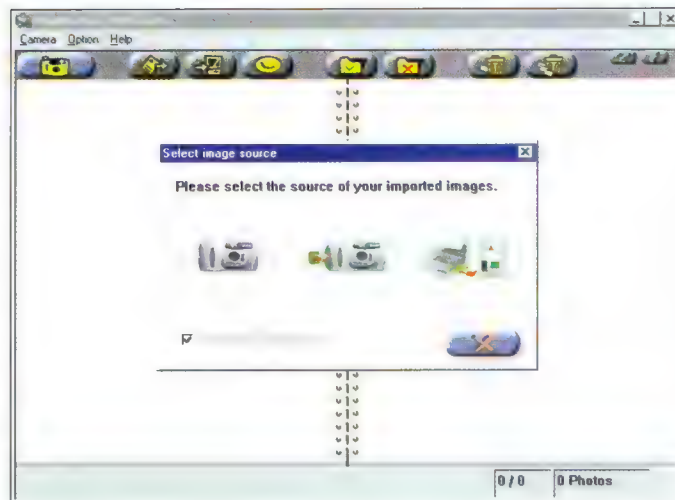 Camera Option Help
Select image source
Please select the source of your imported images.
0 / 0
0 Photos